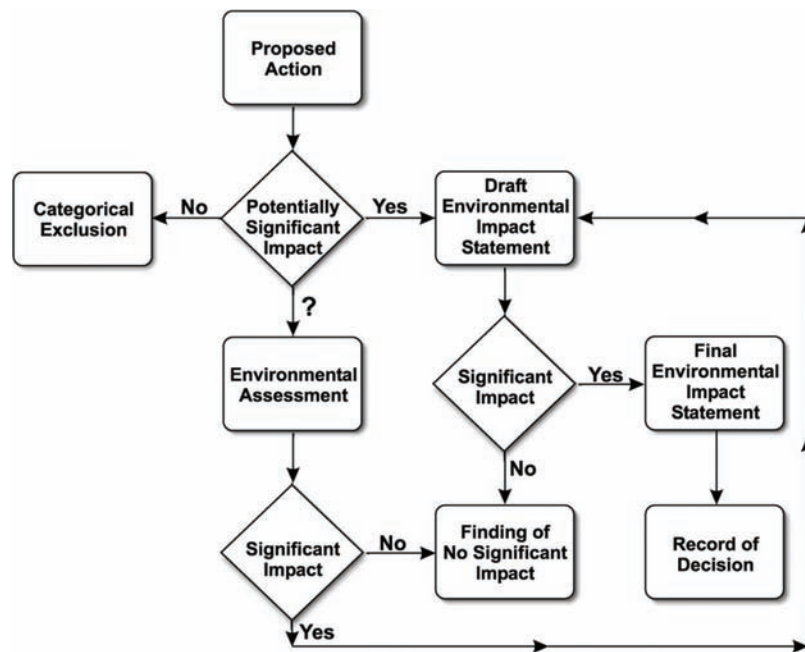 Proposed
Action
No
Potentially
Significant
Impact
Yes
Categorical
Exclusion
Draft
Environmental
Impact
Statement
?
Environmental
Assessment
Significant
Impact
Yes
Final
Environmental
Impact
Statement
No
Significant
Impact
No
Finding of
No Significant
Impact
Record of
Decision
Yes